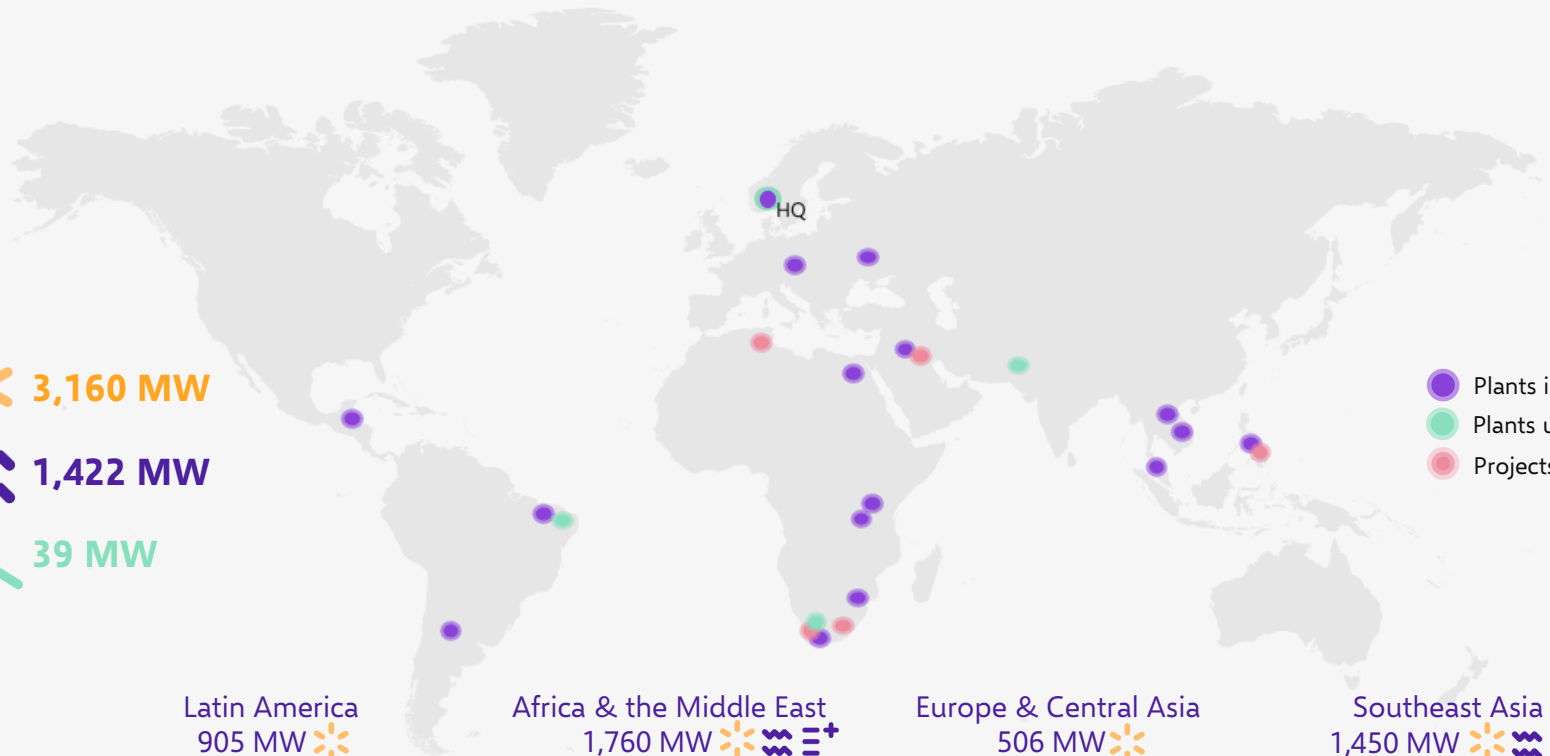 HQ
3,160 MW
1,422 MW
39 MW
Plants i
Plants u
Projects
Latin America
905 MW
Africa & the Middle East
1,760 MW
Europe & Central Asia
506 MW
Southeast Asia
1,450 MW